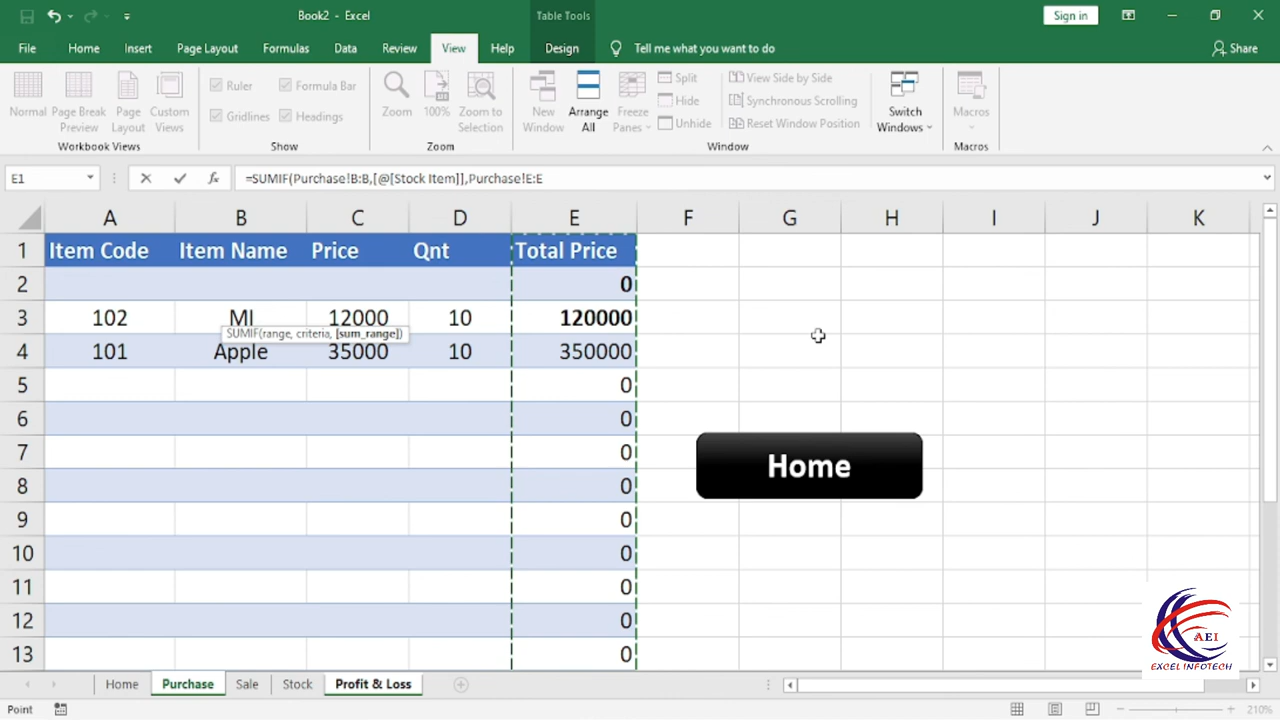 Book2 - Excel
Table Tools
Sign in
File Home Insert Page Layout Formulas Data Review View Help Design Tell me what you want to do Share
Normal
Page Break Preview
Page Layout
Custom Views
Workbook Views
Ruler
Formula Bar
Gridlines
Headings
Show
Zoom
100%
Zoom to Selection
Zoom
New Window
Arrange All
Freeze Panes
Split
Hide
Unhide
View Side by Side
Synchronous Scrolling
Reset Window Position
Window
Switch Windows
Macros
Macros
E1
fx
=SUMIF(Purchase!B:B,[@[Stock Item]],Purchase!E:E
A B C D E F G H I J K
1 Item Code Item Name Price Qnt Total Price
2 0
3 102 MI 12000 10 120000
SUMIF(range, criteria, [sum_range])
4 101 Apple 35000 10 350000
5 0
6 0
7 0
Home
8 0
9 0
10 0
11 0
12 0
13 0
AEI
EXCEL INFOTECH
Home Purchase Sale Stock Profit & Loss
Point
210%